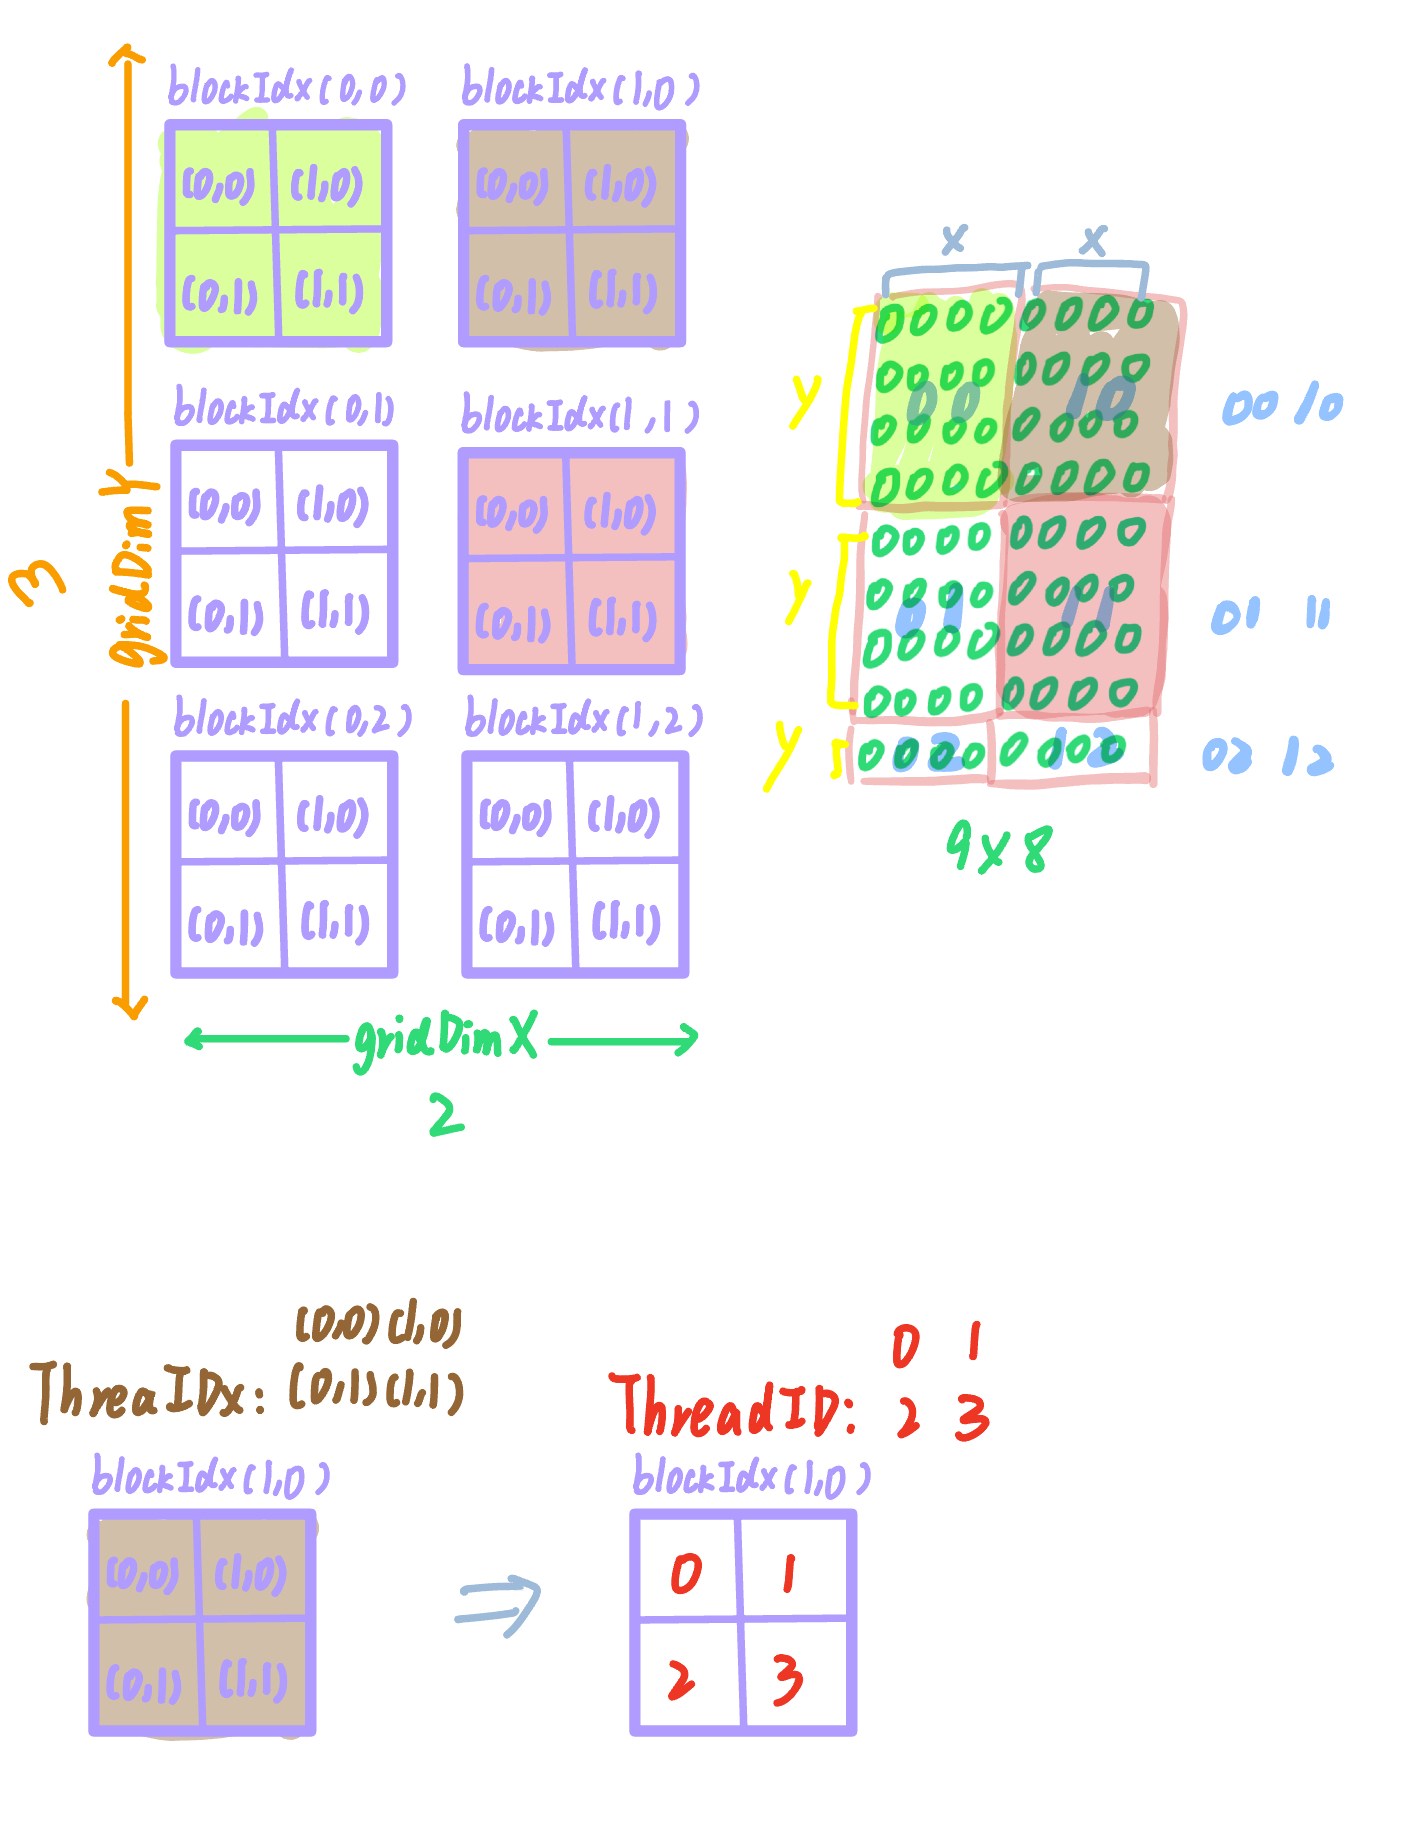 blockIdx(0,0) blockIdx(1,0)
(0,0) (1,0) (0,0) (1,0)
(0,1) (1,1) (0,1) (1,1)
blockIdx(0,1) blockIdx(1,1)
(0,0) (1,0) (0,0) (1,0)
(0,1) (1,1) (0,1) (1,1)
blockIdx(0,2) blockIdx(1,2)
(0,0) (1,0) (0,0) (1,0)
(0,1) (1,1) (0,1) (1,1)
3
gridDimY
gridDimX
2
x x
y
0000 0000
0000 0000
0000 0000
0000 0000
00 10
00 10
y
0000 0000
0000 0000
0000 0000
0000 0000
01 11
01 11
y
0000 0000
02 12
02 12
9x8
(0,0)(1,0)
ThreaIDx: (0,1)(1,1)
blockIdx(1,0)
(0,0) (1,0)
(0,1) (1,1)
⇒
0 1
ThreadID: 2 3
blockIdx(1,0)
0 1
2 3